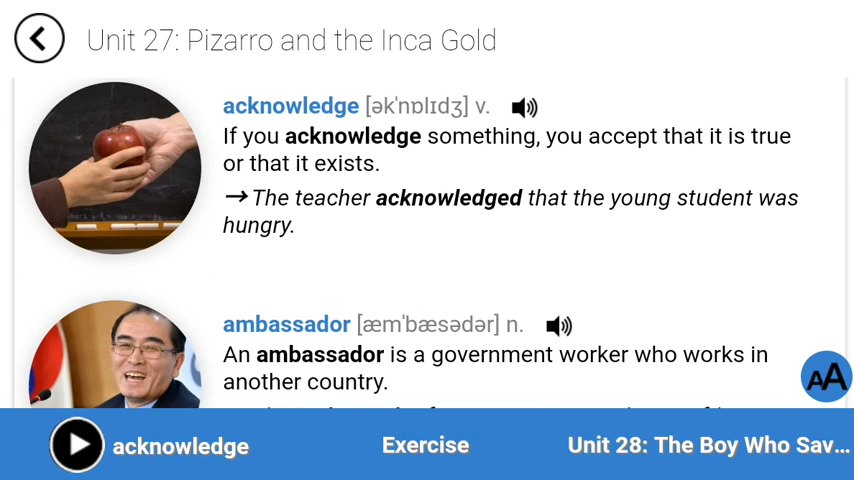 Unit 27: Pizarro and the Inca Gold
acknowledge [ək'nɒlɪdʒ] v.
If you acknowledge something, you accept that it is true
or that it exists.
→ The teacher acknowledged that the young student was
hungry.
ambassador [æm'bæsədər] n.
An ambassador is a government worker who works in
another country.
AA
acknowledge
Exercise
Unit 28: The Boy Who Sav...